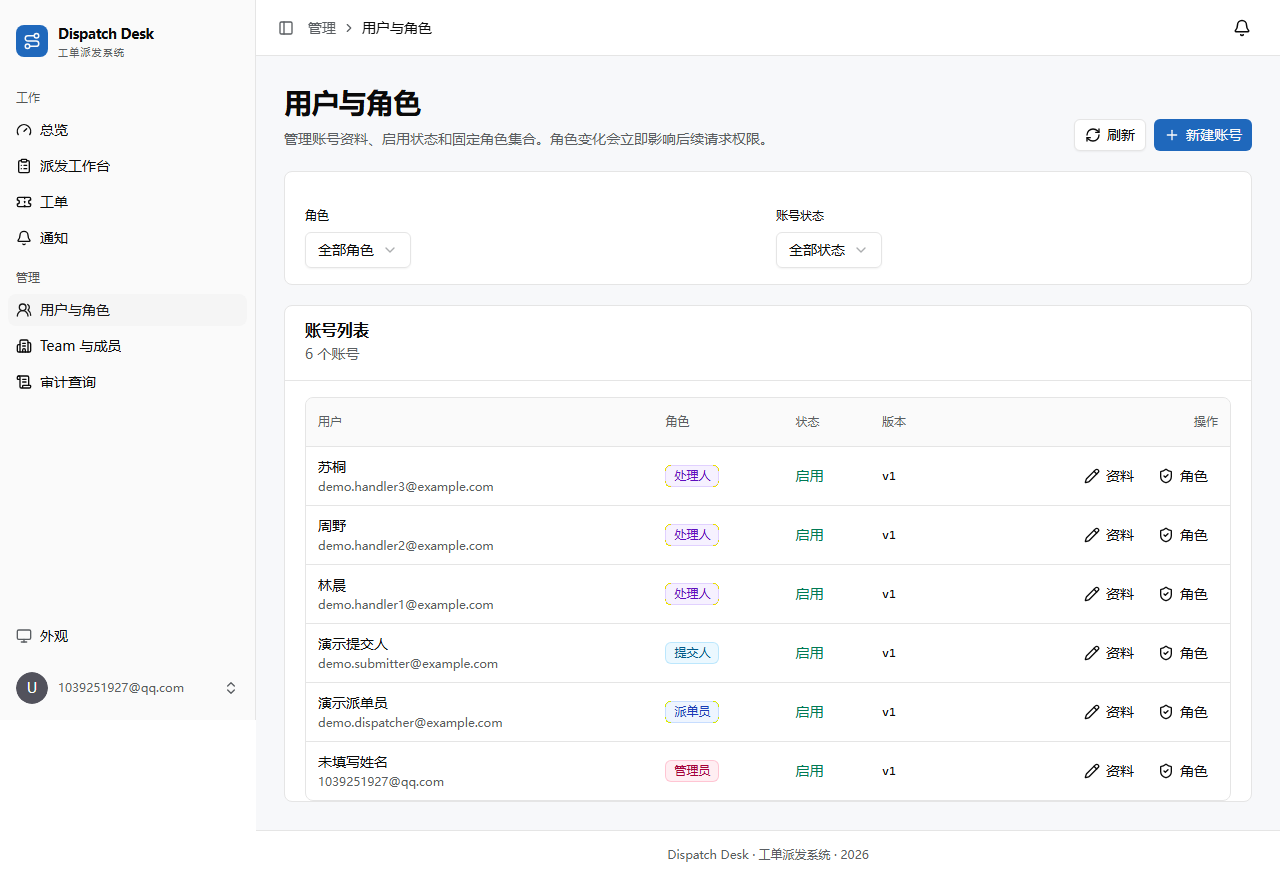 Dispatch Desk
工单派发系统
工作
总览
派发工作台
工单
通知
管理
用户与角色
Team 与成员
审计查询
外观
U
1039251927@qq.com
管理
用户与角色
用户与角色
管理账号资料、启用状态和固定角色集合。角色变化会立即影响后续请求权限。
刷新
新建账号
角色
账号状态
全部角色
全部状态
账号列表
6 个账号
用户 角色 状态 版本 操作
苏桐
demo.handler3@example.com
处理人 启用 v1 资料 角色
周野
demo.handler2@example.com
处理人 启用 v1 资料 角色
林晨
demo.handler1@example.com
处理人 启用 v1 资料 角色
演示提交人
demo.submitter@example.com
提交人 启用 v1 资料 角色
演示派单员
demo.dispatcher@example.com
派单员 启用 v1 资料 角色
未填写姓名
1039251927@qq.com
管理员 启用 v1 资料 角色
Dispatch Desk · 工单派发系统 · 2026